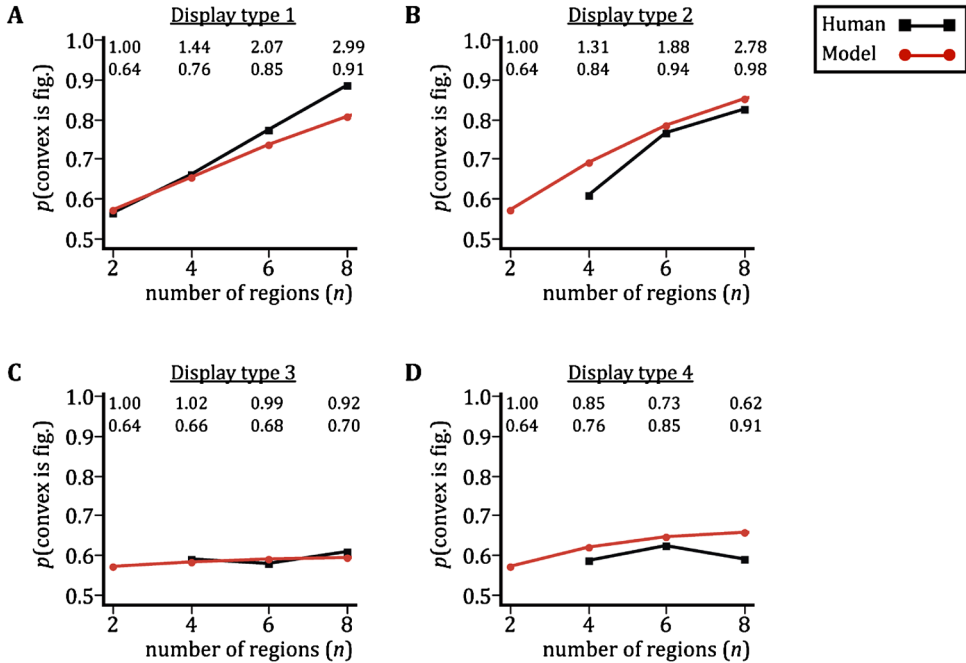 A
Display type 1
1.00 1.44 2.07 2.99
0.64 0.76 0.85 0.91
1.0
0.9
0.8
0.7
0.6
0.5
p(convex is fig.)
2 4 6 8
number of regions (n)
B
Display type 2
1.00 1.31 1.88 2.78
0.64 0.84 0.94 0.98
1.0
0.9
0.8
0.7
0.6
0.5
p(convex is fig.)
2 4 6 8
number of regions (n)
Human
Model
C
Display type 3
1.00 1.02 0.99 0.92
0.64 0.66 0.68 0.70
1.0
0.9
0.8
0.7
0.6
0.5
p(convex is fig.)
2 4 6 8
number of regions (n)
D
Display type 4
1.00 0.85 0.73 0.62
0.64 0.76 0.85 0.91
1.0
0.9
0.8
0.7
0.6
0.5
p(convex is fig.)
2 4 6 8
number of regions (n)